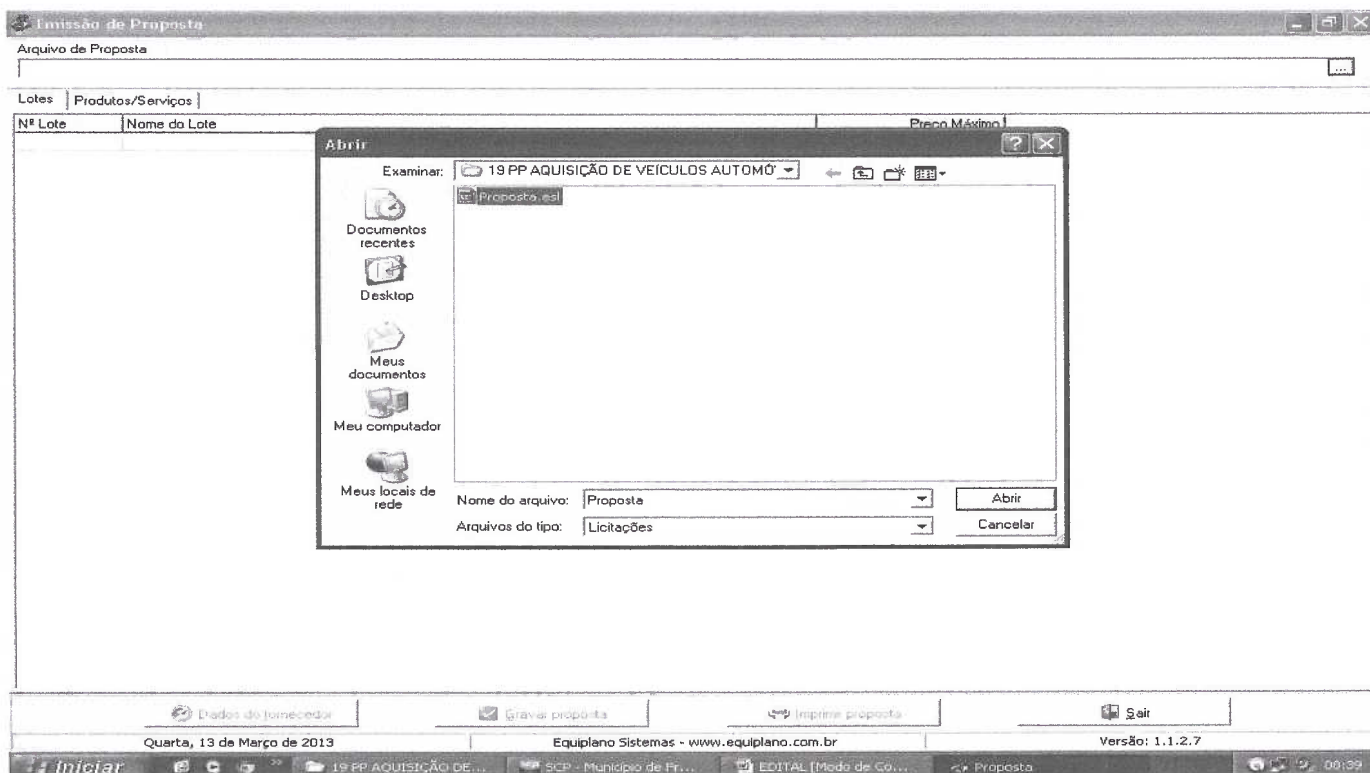 Emissão de Proposta
Arquivo de Proposta
...
Lotes Produtos/Serviços
Nº Lote Nome do Lote Preço Máximo
Abrir
Examinar: 19 PP AQUISIÇÃO DE VEÍCULOS AUTOMÓ
Proposta.esl
Documentos
recentes
Desktop
Meus
documentos
Meu computador
Meus locais de
rede
Nome do arquivo: Proposta Abrir
Arquivos do tipo: Licitações Cancelar
Dados do fornecedor Gravar proposta Imprime proposta Sair
Quarta, 13 de Março de 2013 Equiplano Sistemas - www.equiplano.com.br Versão: 1.1.2.7
Iniciar 19 PP AQUISIÇÃO DE... SCP - Município de Fr... EDITAL [Modo de Co... Proposta 00:39